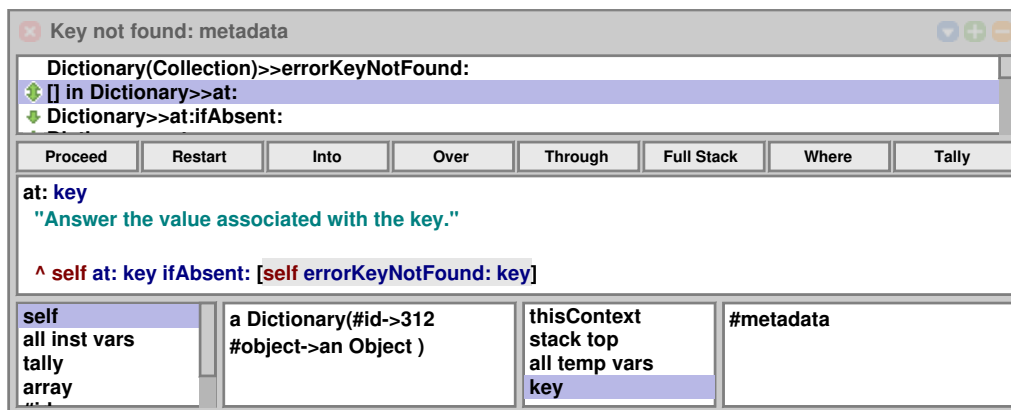 Key not found: metadata
Dictionary(Collection)>>errorKeyNotFound:
[] in Dictionary>>at:
Dictionary>>at:ifAbsent:
Proceed Restart Into Over Through Full Stack Where Tally
at: key
"Answer the value associated with the key."
^ self at: key ifAbsent: [self errorKeyNotFound: key]
self
all inst vars
tally
array
a Dictionary(#id->312
#object->an Object )
thisContext
stack top
all temp vars
key
#metadata